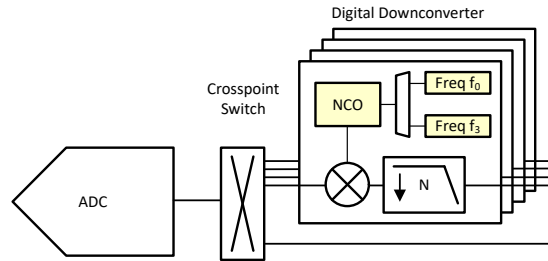 Digital Downconverter
Crosspoint
Switch
NCO
Freq f₀
Freq f₃
ADC
N